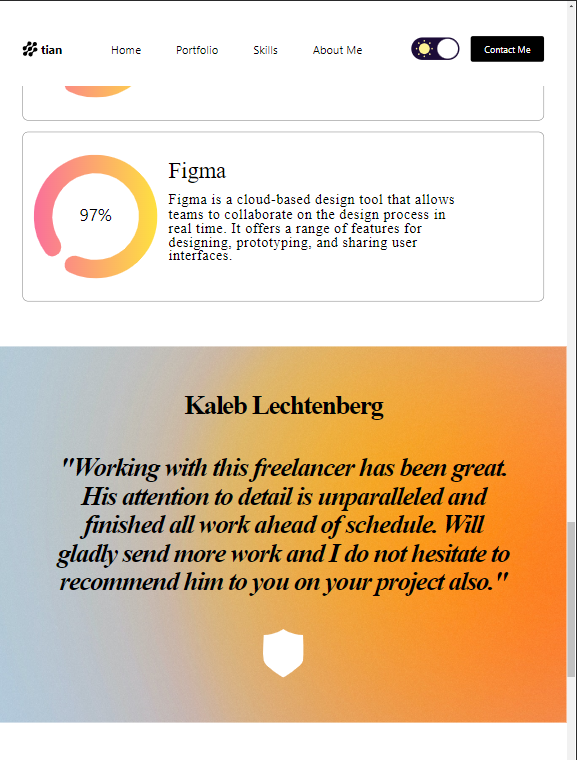 tian
Home
Portfolio
Skills
About Me
Contact Me
97%
Figma
Figma is a cloud-based design tool that allows
teams to collaborate on the design process in
real time. It offers a range of features for
designing, prototyping, and sharing user
interfaces.
Kaleb Lechtenberg
"Working with this freelancer has been great.
His attention to detail is unparalleled and
finished all work ahead of schedule. Will
gladly send more work and I do not hesitate to
recommend him to you on your project also."